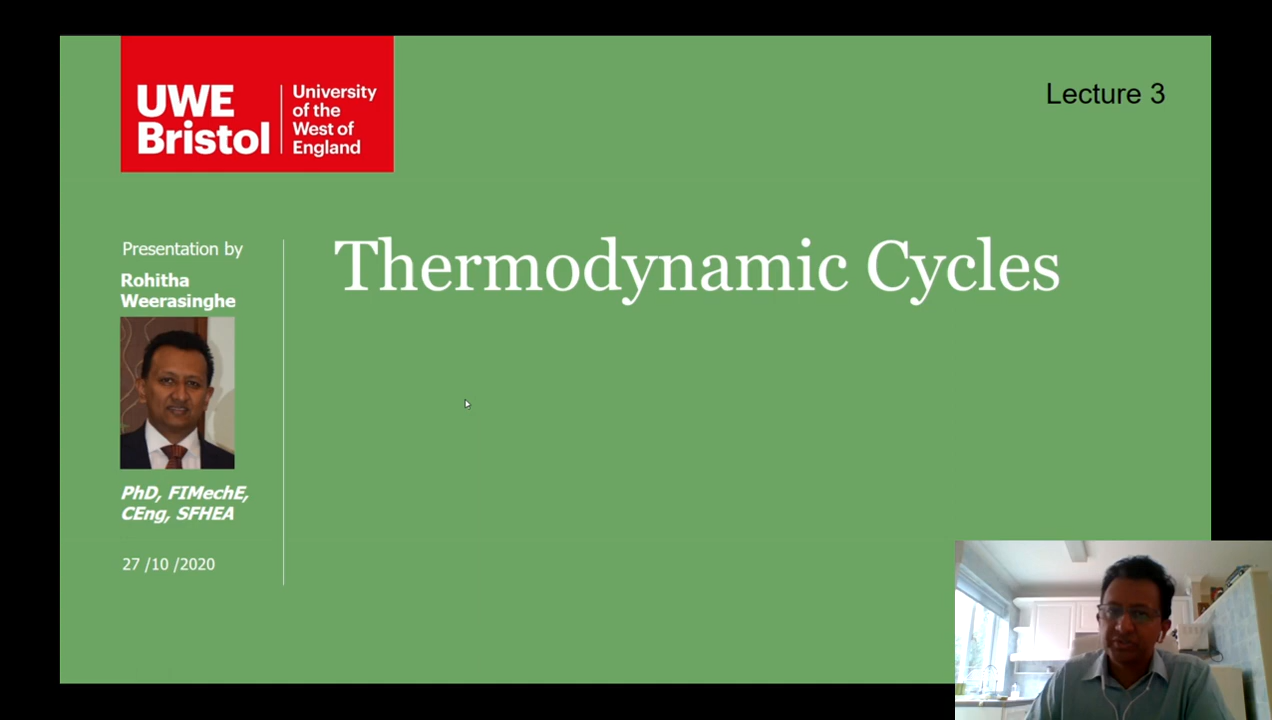 UWE
Bristol
University
of the
West of
England
Lecture 3
Presentation by
Rohitha
Weerasinghe
PhD, FIMechE,
CEng, SFHEA
27 /10 /2020
Thermodynamic Cycles